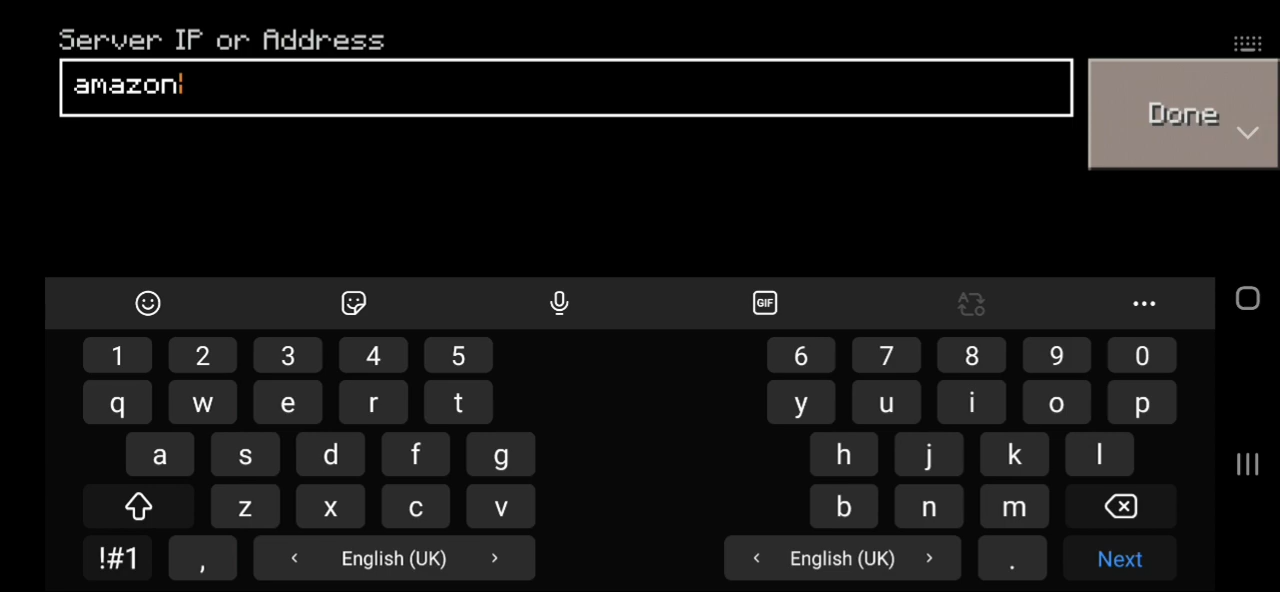 Server IP or Address
amazon
Done
GIF
1 2 3 4 5 6 7 8 9 0
q w e r t y u i o p
a s d f g h j k l
z x c v b n m
!#1 , < English (UK) > < English (UK) > . Next